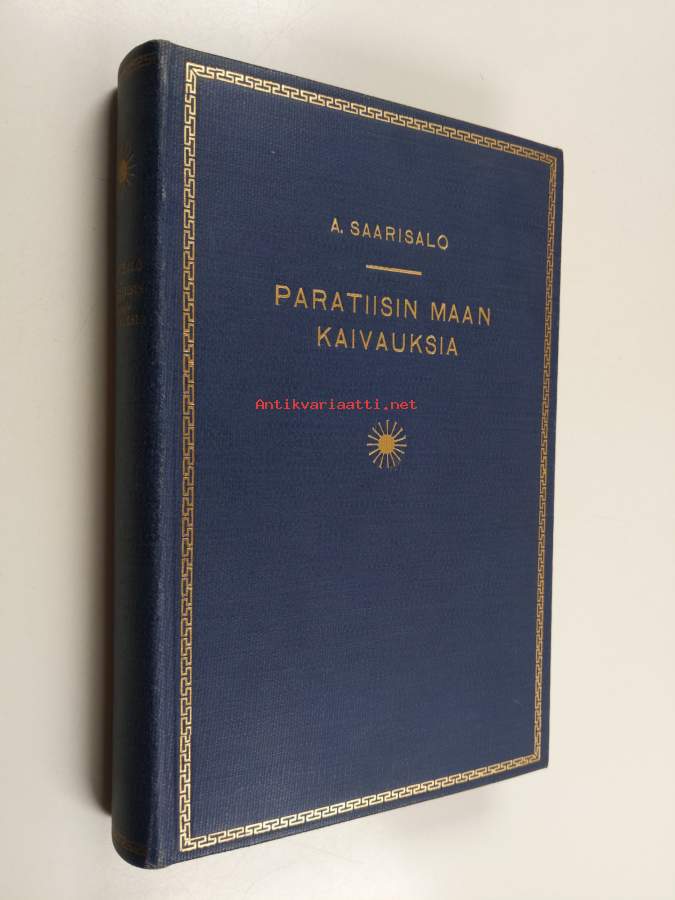 A. SAARISALO
PARATIISIN MAAN
KAIVAUKSIA
Antikvariaatti.net